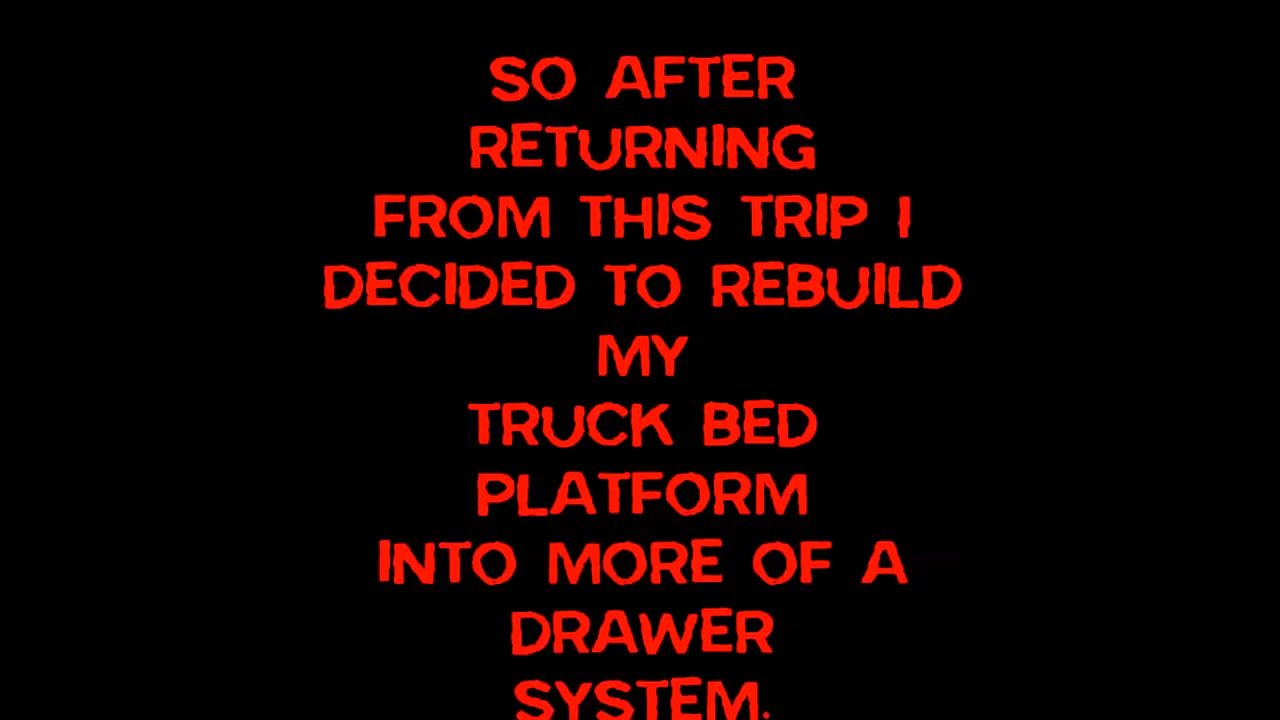 SO AFTER
RETURNING
FROM THIS TRIP I
DECIDED TO REBUILD
MY
TRUCK BED
PLATFORM
INTO MORE OF A
DRAWER
SYSTEM.